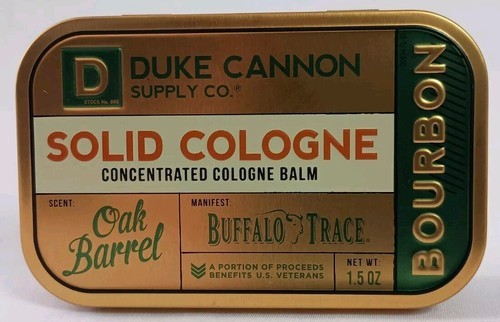 D
DUKE CANNON
SUPPLY CO.®
SOLID COLOGNE
CONCENTRATED COLOGNE BALM
SCENT:
Oak
Barrel
MANIFEST:
BUFFALO TRACE
A PORTION OF PROCEEDS
BENEFITS U.S. VETERANS
NET WT:
1.5 OZ
BOURBON